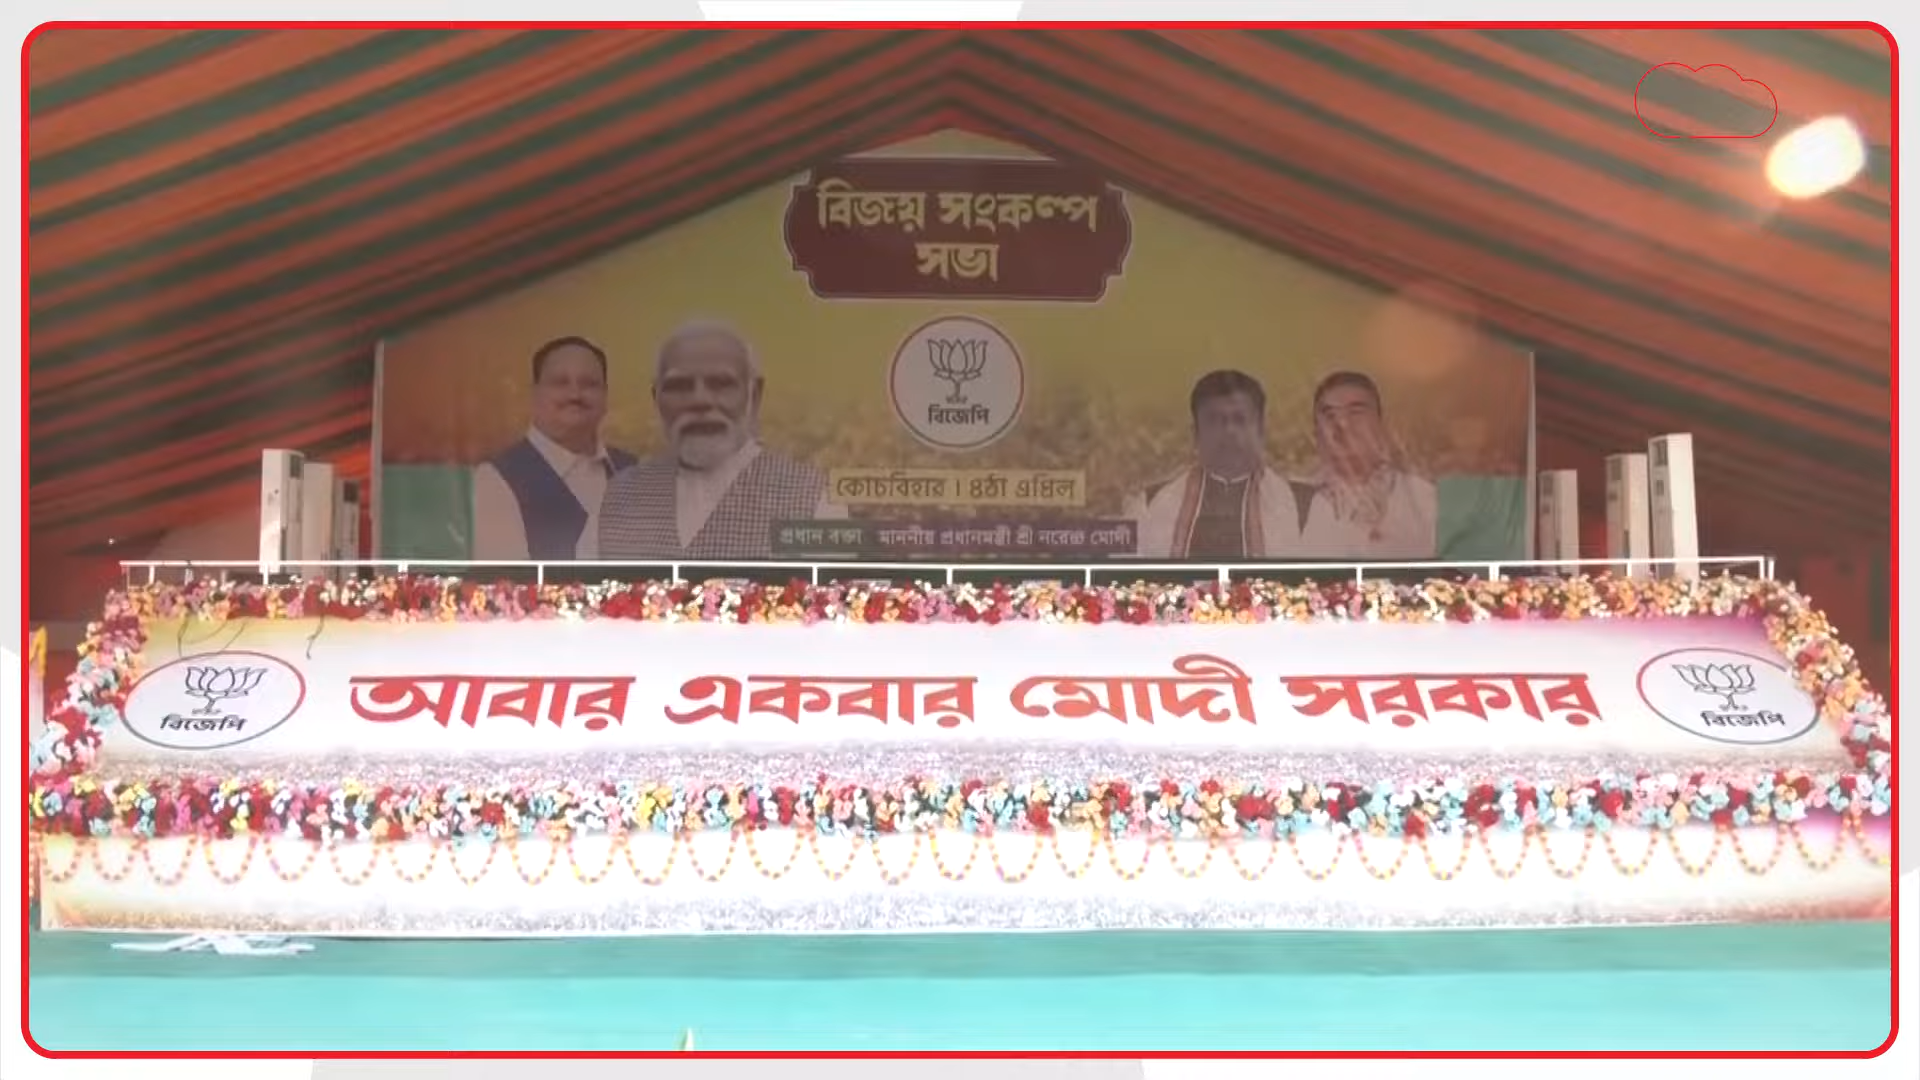 বিজয় সংকল্প
সভা
বিজেপি
কোচবিহার । ৪ঠা এপ্রিল
প্রধান বক্তা মাননীয় প্রধানমন্ত্রী শ্রী নরেন্দ্র মোদী
বিজেপি
আবার একবার মোদী সরকার
বিজেপি